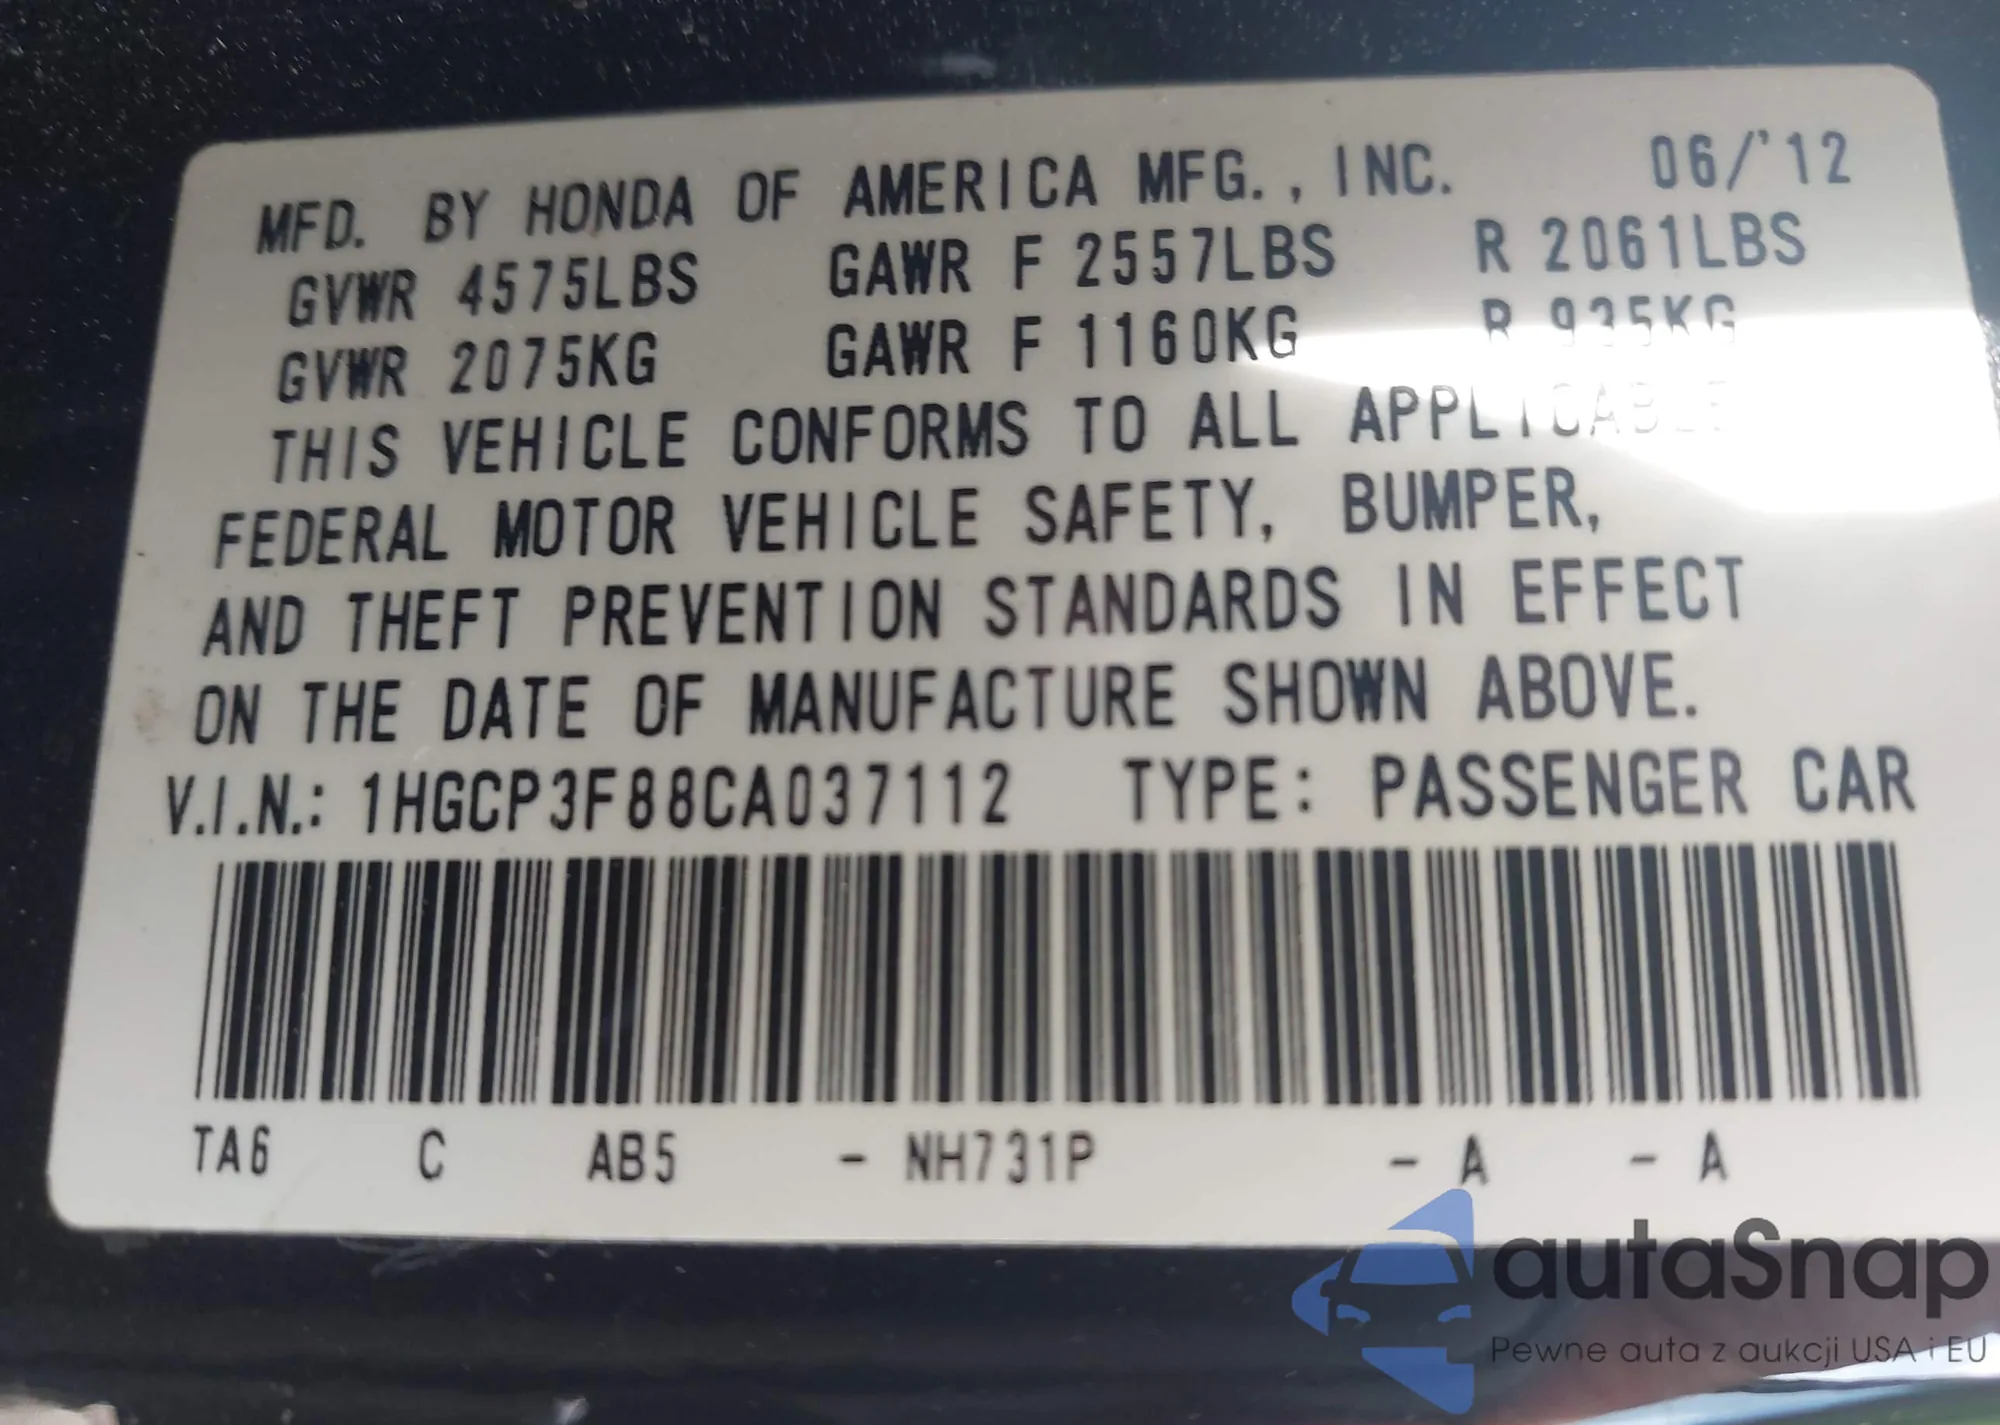 MFD. BY HONDA OF AMERICA MFG., INC. 06/'12
GVWR 4575LBS GAWR F 2557LBS R 2061LBS
GVWR 2075KG GAWR F 1160KG R 935KG
THIS VEHICLE CONFORMS TO ALL APPLICABLE
FEDERAL MOTOR VEHICLE SAFETY, BUMPER,
AND THEFT PREVENTION STANDARDS IN EFFECT
ON THE DATE OF MANUFACTURE SHOWN ABOVE.
V.I.N.: 1HGCP3F88CA037112 TYPE: PASSENGER CAR
TA6 C AB5 - NH731P - A - A
autaSnap
Pewne auta z aukcji USA i EU